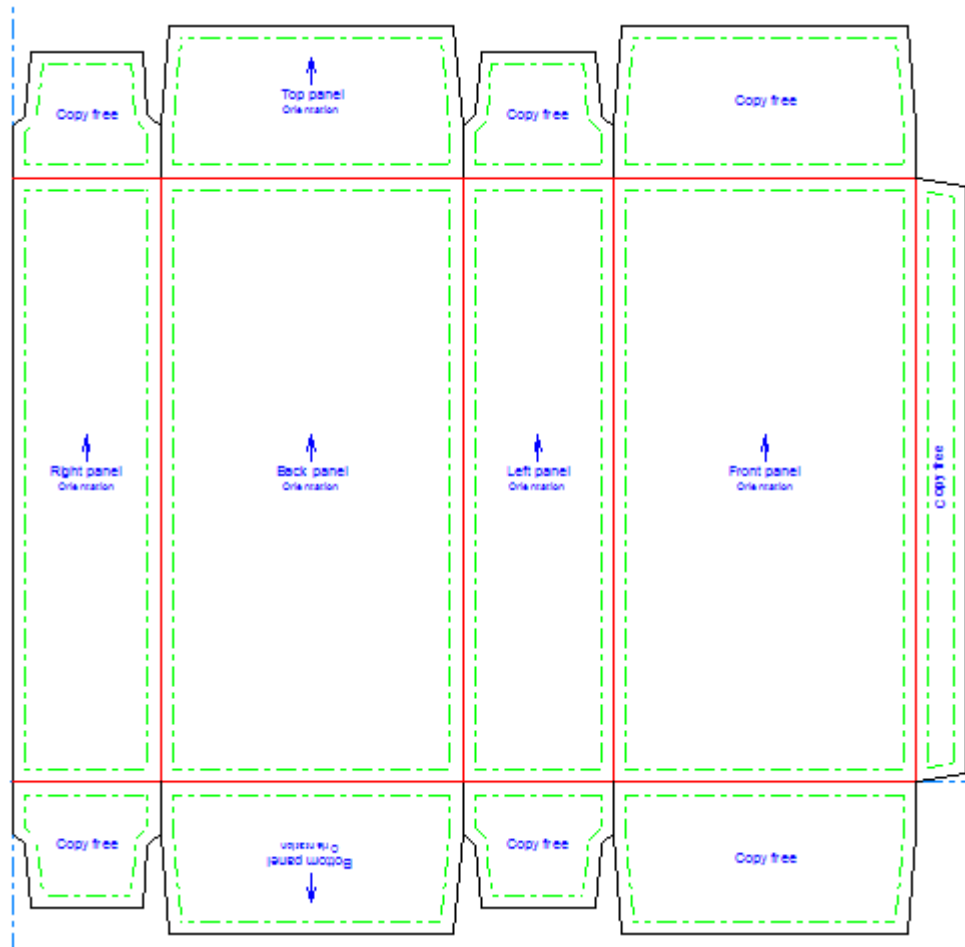 Copy free
Top panel
Orientation
Copy free
Copy free
Right panel
Orientation
Back panel
Orientation
Left panel
Orientation
Front panel
Orientation
Copy free
Copy free
Bottom panel
Orientation
Copy free
Copy free